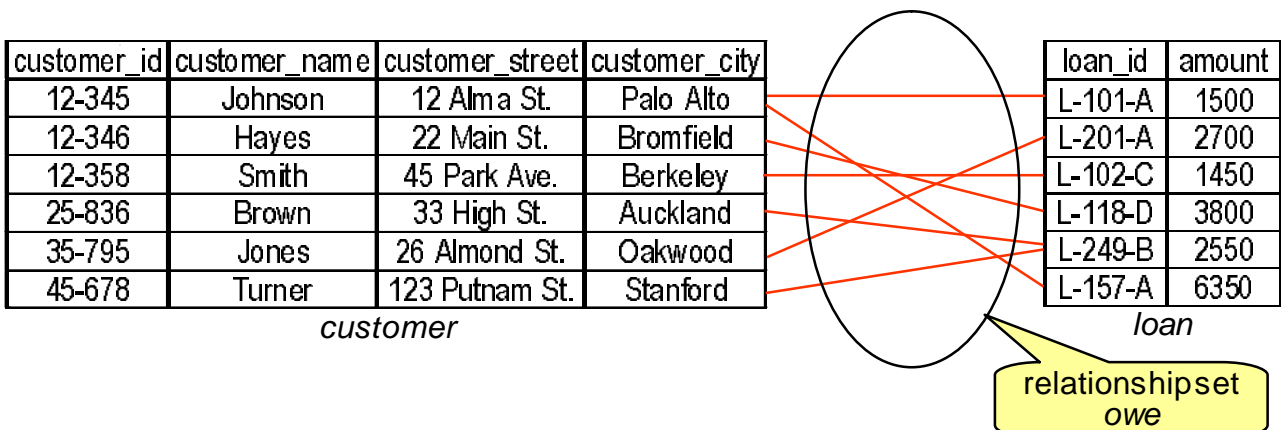 customer_id customer_name customer_street customer_city
12-345 Johnson 12 Alma St. Palo Alto
12-346 Hayes 22 Main St. Bromfield
12-358 Smith 45 Park Ave. Berkeley
25-836 Brown 33 High St. Auckland
35-795 Jones 26 Almond St. Oakwood
45-678 Turner 123 Putnam St. Stanford
customer
loan_id amount
L-101-A 1500
L-201-A 2700
L-102-C 1450
L-118-D 3800
L-249-B 2550
L-157-A 6350
loan
relationship set
owe